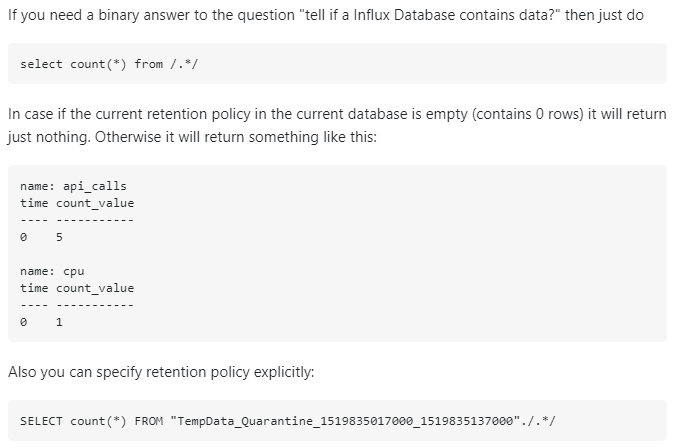 If you need a binary answer to the question "tell if a Influx Database contains data?" then just do
select count(*) from /.*/
In case if the current retention policy in the current database is empty (contains 0 rows) it will return
just nothing. Otherwise it will return something like this:
name: api_calls
time count_value
---- -----------
0    5
name: cpu
time count_value
---- -----------
0    1
Also you can specify retention policy explicitly:
SELECT count(*) FROM "TempData_Quarantine_1519835017000_1519835137000"./.*/